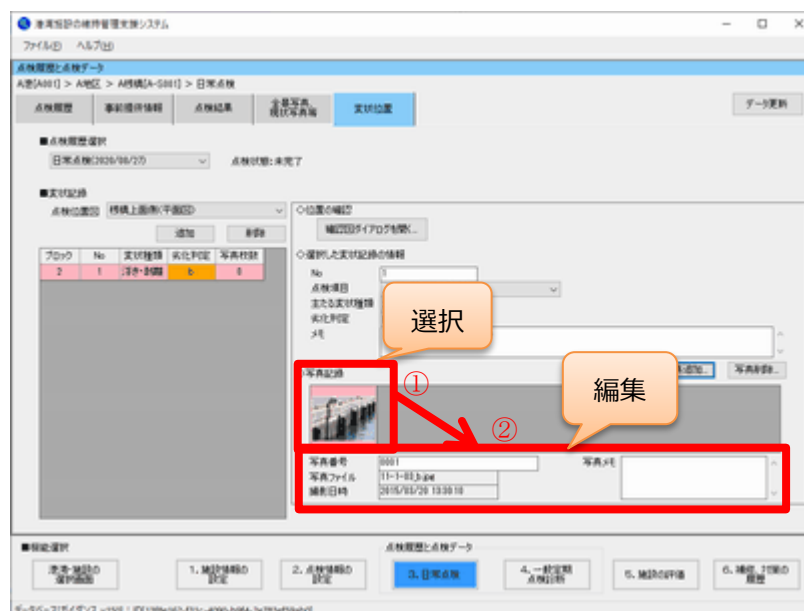 港湾施設の維持管理支援システム
ファイル(F) ヘルプ(H)
点検履歴と点検データ
A港[A001] > A地区 > A桟橋[A-S001] > 日常点検
点検履歴 事前提供情報 点検結果 全景写真、現状写真等 変状位置 データ更新
■点検履歴選択
日常点検(2020/08/27) 点検状態:未完了
■変状記録
点検位置図 桟橋上面側(平面図)
追加 削除
ブロック No 変状種類 劣化判定 写真枚数
2 1 浮き・剥離 b 0
◇位置の確認
確認図ダイアログを開く...
◇選択した変状記録の情報
No 1
点検項目
主たる変状種類
劣化判定
メモ
選択
写真記録
追加... 写真削除...
①
編集
②
写真番号 0001
写真メモ
写真ファイル 11-1-03_b.jpg
撮影日時 2015/03/20 13:30:10
■機能選択
点検履歴と点検データ
港湾・施設の選択画面
1. 施設情報の設定
2. 点検情報の設定
3. 日常点検
4. 一般定期点検診断
5. 施設の評価
6. 補修、対策の履歴